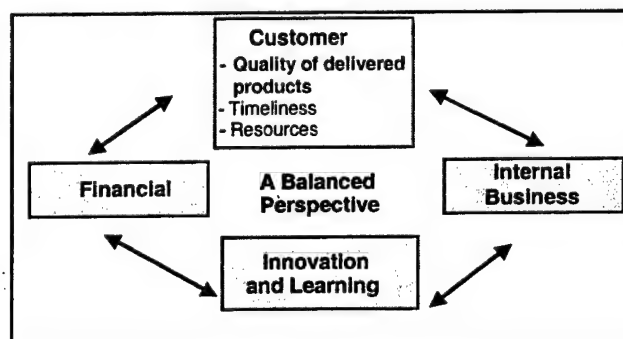 Customer
- Quality of delivered
products
- Timeliness
- Resources
Financial
A Balanced
Perspective
Internal
Business
Innovation
and Learning